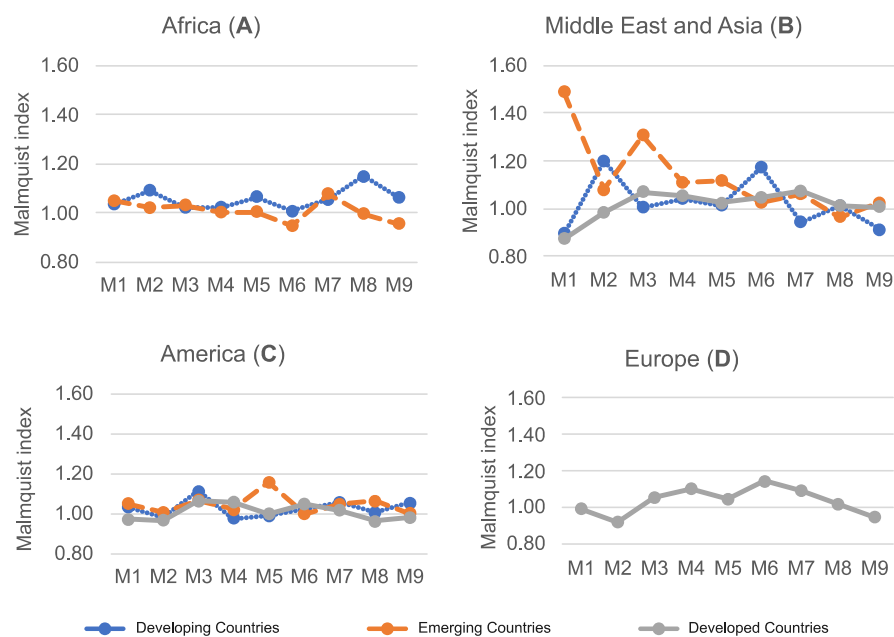 Africa (A)
Malmquist index
1.60
1.40
1.20
1.00
0.80
M1 M2 M3 M4 M5 M6 M7 M8 M9
Middle East and Asia (B)
Malmquist index
1.60
1.40
1.20
1.00
0.80
M1 M2 M3 M4 M5 M6 M7 M8 M9
America (C)
Malmquist index
1.60
1.40
1.20
1.00
0.80
M1 M2 M3 M4 M5 M6 M7 M8 M9
Europe (D)
Malmquist index
1.60
1.40
1.20
1.00
0.80
M1 M2 M3 M4 M5 M6 M7 M8 M9
Developing Countries Emerging Countries Developed Countries